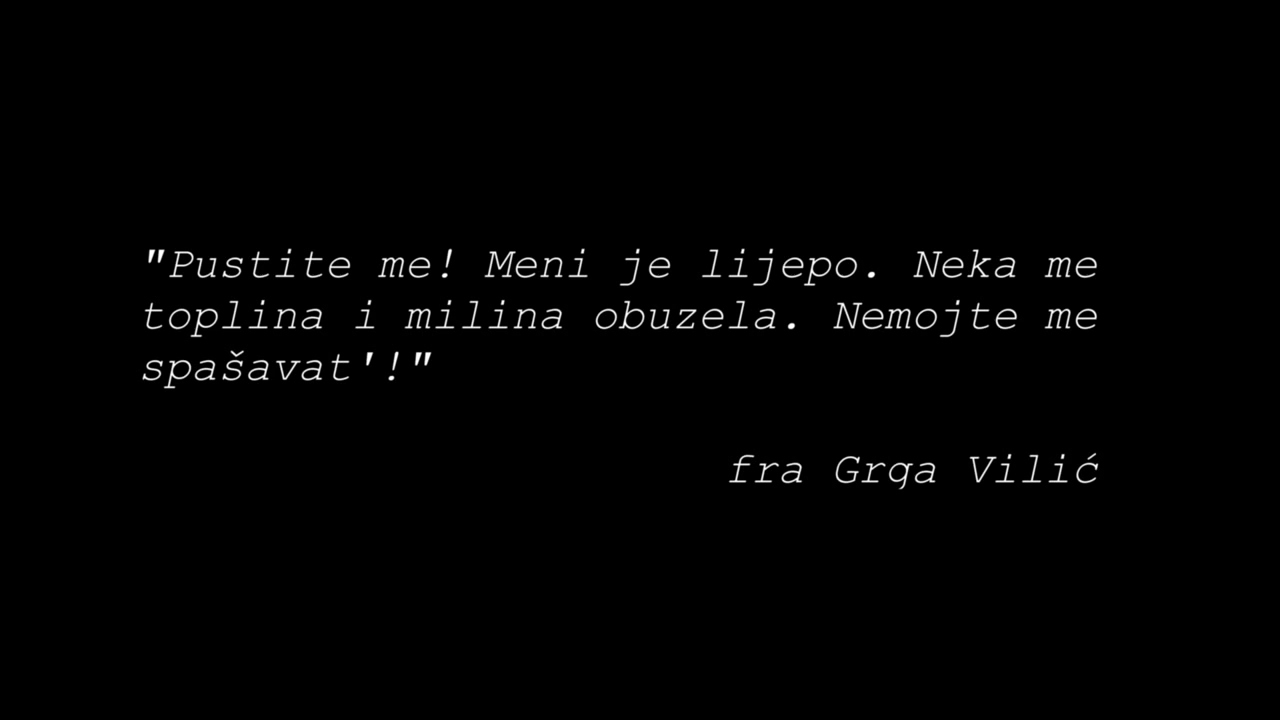 "Pustite me! Meni je lijepo. Neka me
toplina i milina obuzela. Nemojte me
spašavat'!"
fra Grga Vilić